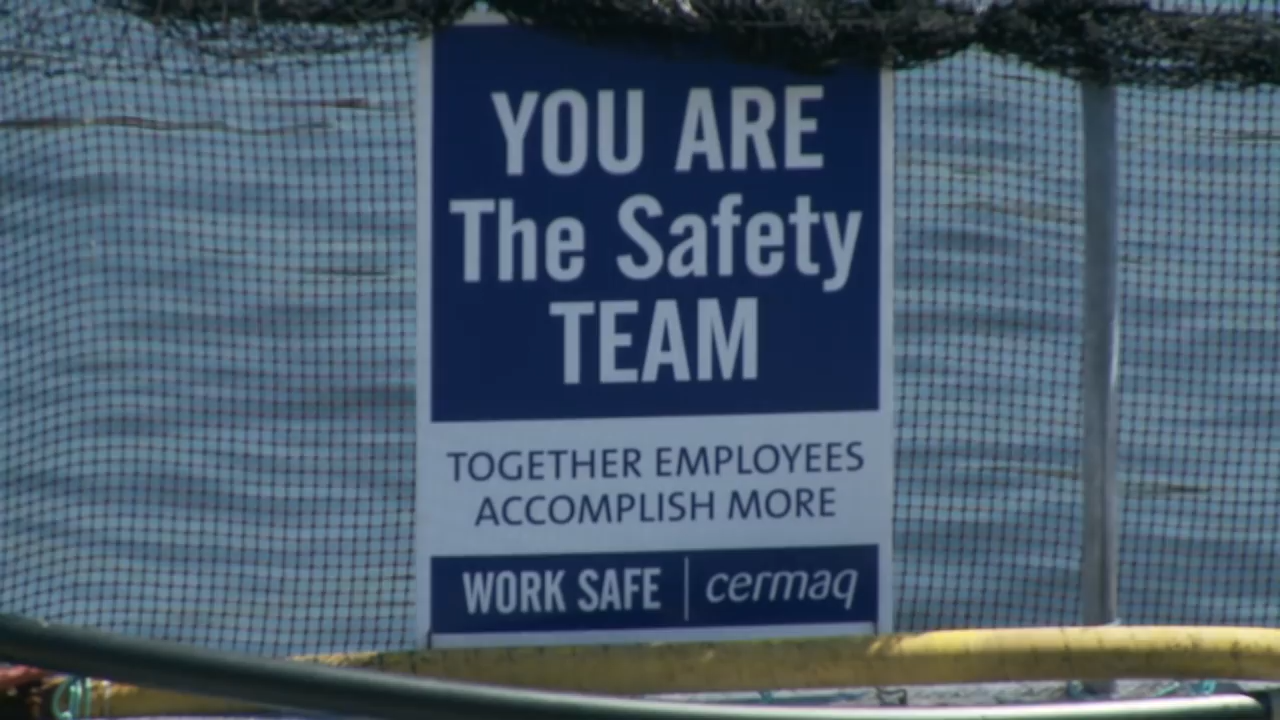 YOU ARE
The Safety
TEAM
TOGETHER EMPLOYEES
ACCOMPLISH MORE
WORK SAFE | cermaq